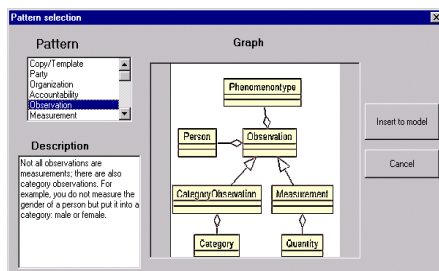 Pattern selection
Pattern
Graph
Copy/Template
Party
Organization
Accountability
Observation
Measurement
Description
Not all observations are
measurements; there are also
category observations. For
example, you do not measure the
gender of a person but put it into a
category: male or female.
Phenomenontype
Person
Observation
CategoryObservation
Measurement
Category
Quantity
Insert to model
Cancel